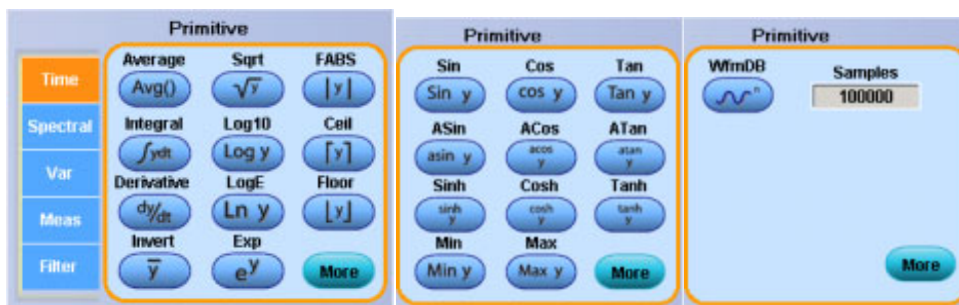 Primitive
Time
Spectral
Var
Meas
Filter
Average Sqrt FABS
Avg() √y |y|
Integral Log10 Ceil
∫ydt Log y ⌈y⌉
Derivative LogE Floor
dy/dt Ln y ⌊y⌋
Invert Exp
y̅ e^y More
Primitive
Sin Cos Tan
Sin y cos y Tan y
ASin ACos ATan
asin y acos y atan y
Sinh Cosh Tanh
sinh y cosh y tanh y
Min Max
Min y Max y More
Primitive
WfmDB Samples
n 100000
More